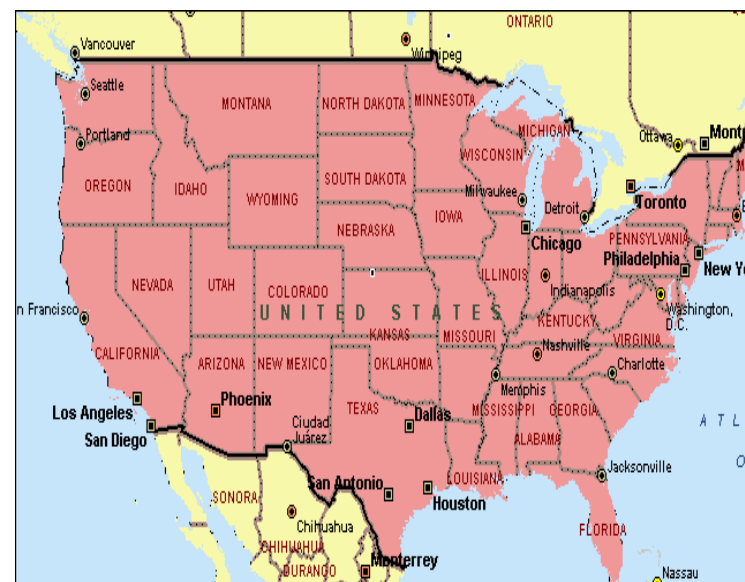 ONTARIO
Vancouver
Winnipeg
Seattle
MONTANA
NORTH DAKOTA
MINNESOTA
Portland
MICHIGAN
Ottawa
Mont
WISCONSIN
OREGON
IDAHO
SOUTH DAKOTA
M
WYOMING
Milwaukee
Toronto
Detroit
IOWA
NEBRASKA
Chicago
PENNSYLVANIA
Philadelphia
New Yo
NEVADA
UTAH
ILLINOIS
COLORADO
Indianapolis
n Francisco
UNITED STATES
Washington,
D.C.
KENTUCKY
KANSAS
MISSOURI
VIRGINIA
CALIFORNIA
Nashville
ARIZONA
NEW MEXICO
OKLAHOMA
Charlotte
Memphis
Los Angeles
Phoenix
TEXAS
Dallas
MISSISSIPPI
GEORGIA
San Diego
Ciudad
Juárez
ALABAMA
A T L
LOUISIANA
Jacksonville
San Antonio
Houston
O
SONORA
Chihuahua
FLORIDA
CHIHUAHUA
Monterrey
DURANGO
Nassau